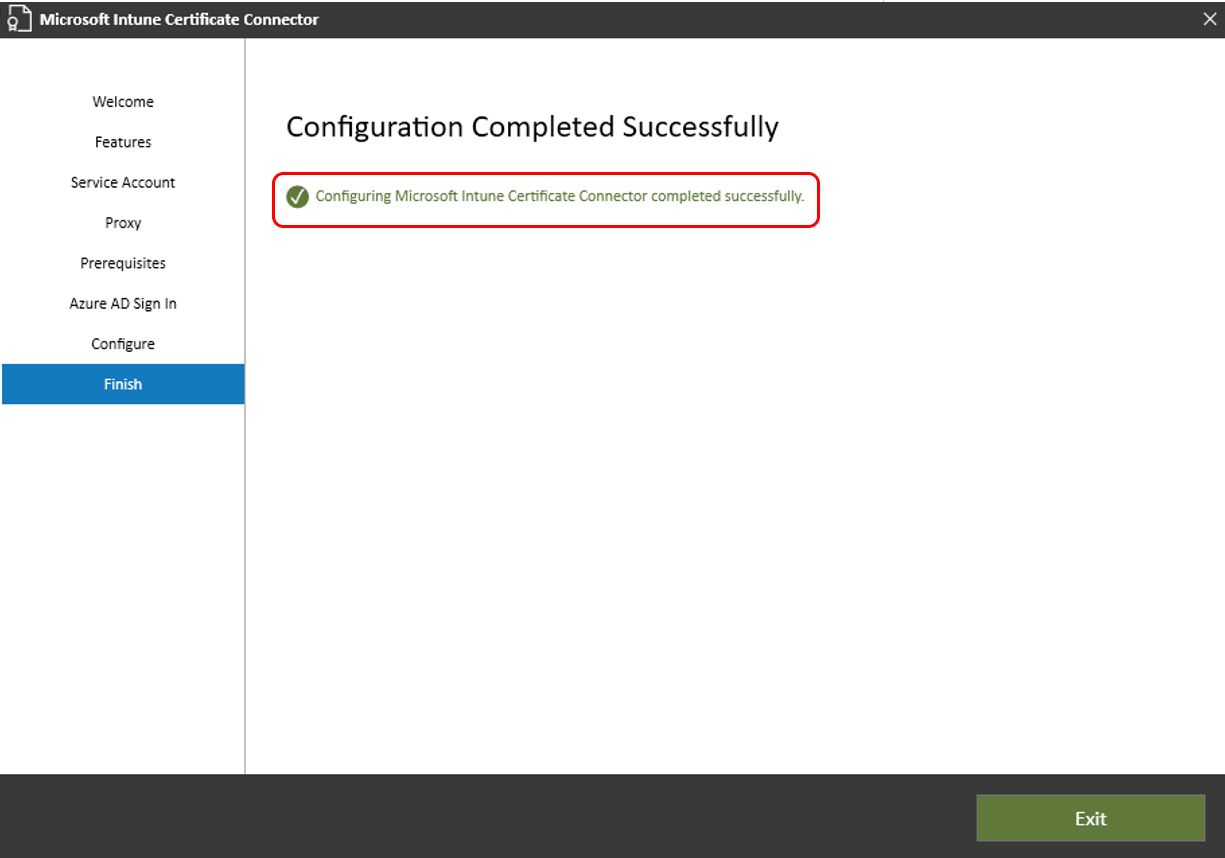 Microsoft Intune Certificate Connector
Welcome
Features
Service Account
Proxy
Prerequisites
Azure AD Sign In
Configure
Finish
Configuration Completed Successfully
Configuring Microsoft Intune Certificate Connector completed successfully.
Exit